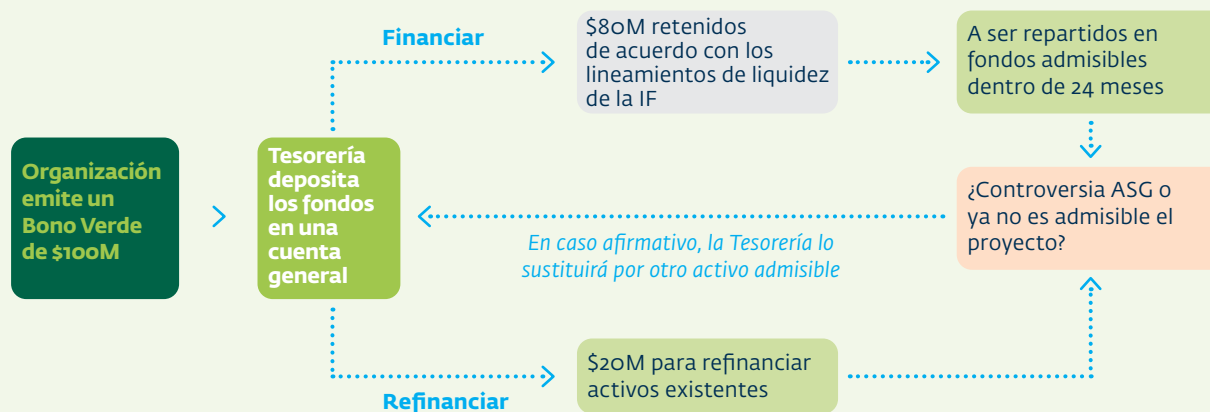 Organización
emite un
Bono Verde
de $100M
Tesorería
deposita
los fondos
en una
cuenta
general
Financiar
$80M retenidos
de acuerdo con los
lineamientos de liquidez
de la IF
A ser repartidos en
fondos admisibles
dentro de 24 meses
¿Controversia ASG o
ya no es admisible el
proyecto?
En caso afirmativo, la Tesorería lo
sustituirá por otro activo admisible
Refinanciar
$20M para refinanciar
activos existentes